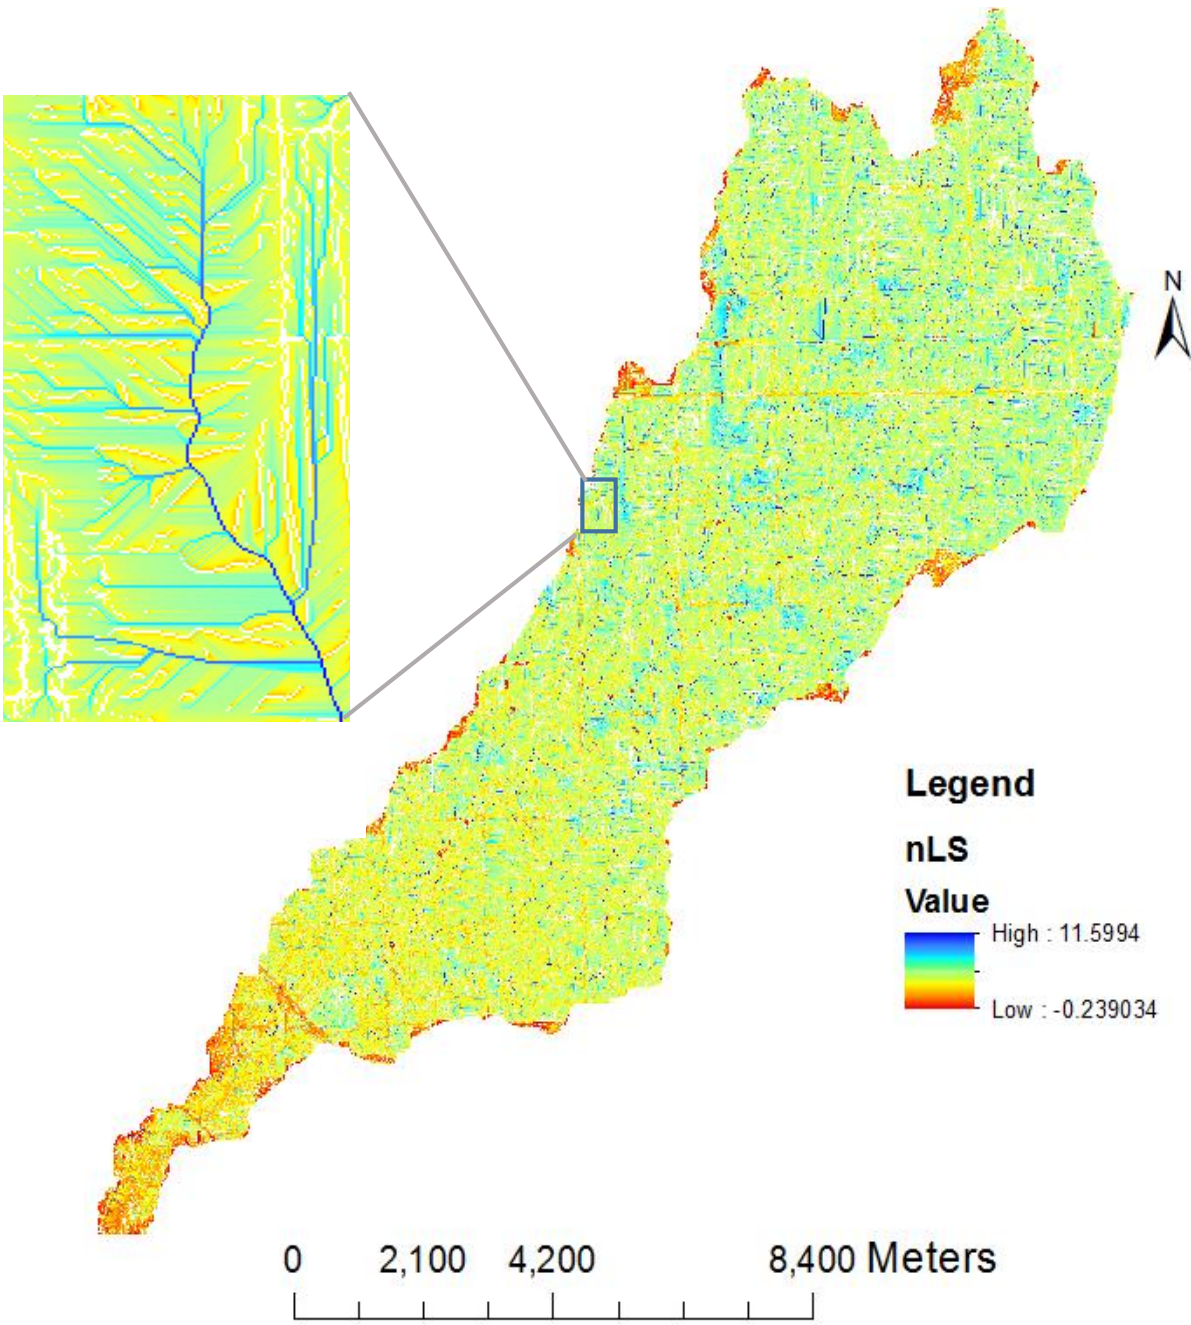 N
Legend
nLS
Value
High : 11.5994
Low : -0.239034
0 2,100 4,200 8,400 Meters